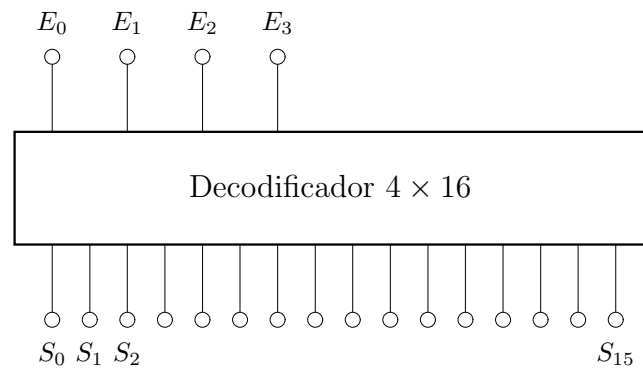 E₀ E₁ E₂ E₃
Decodificador 4 × 16
S₀ S₁ S₂ S₁₅